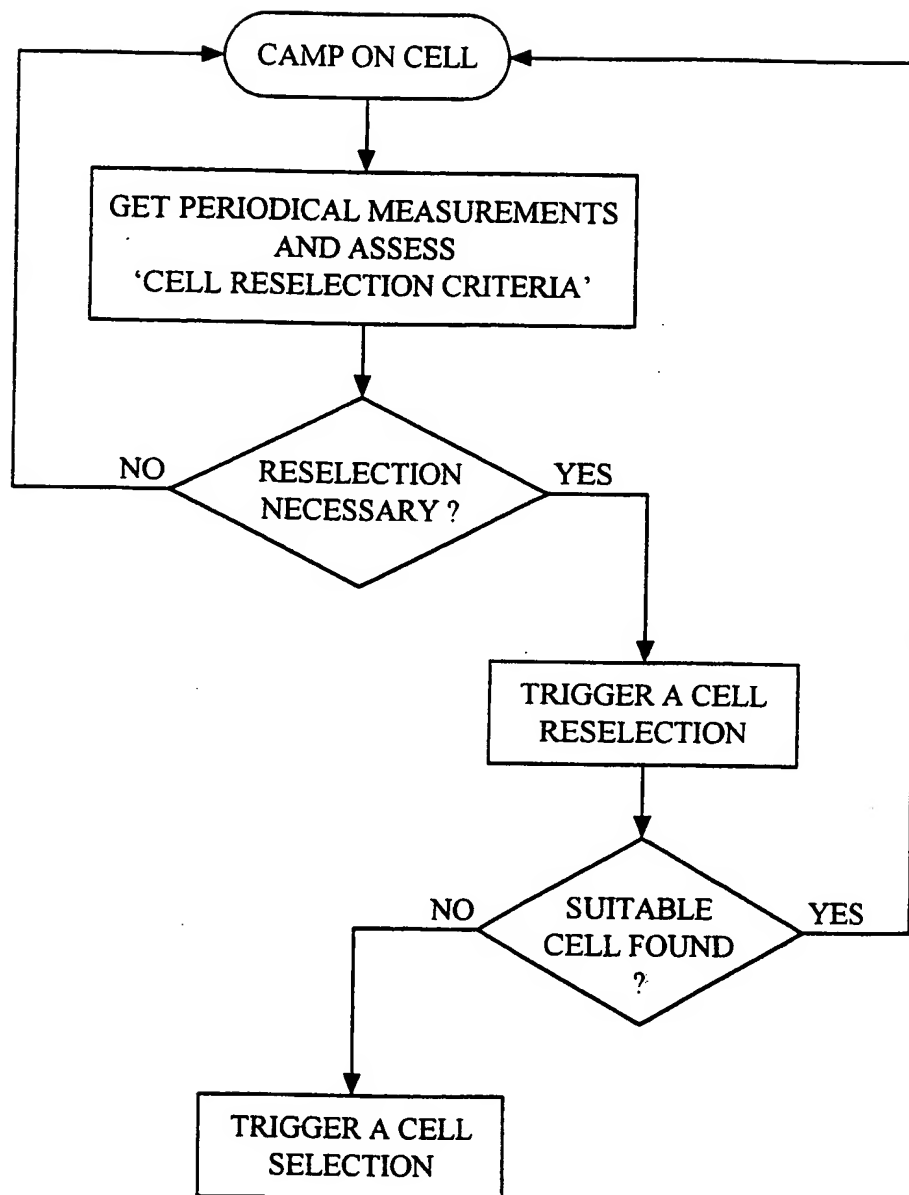 CAMP ON CELL
GET PERIODICAL MEASUREMENTS
AND ASSESS
‘CELL RESELECTION CRITERIA’
NO
RESELECTION
NECESSARY ?
YES
TRIGGER A CELL
RESELECTION
NO
SUITABLE
CELL FOUND
?
YES
TRIGGER A CELL
SELECTION